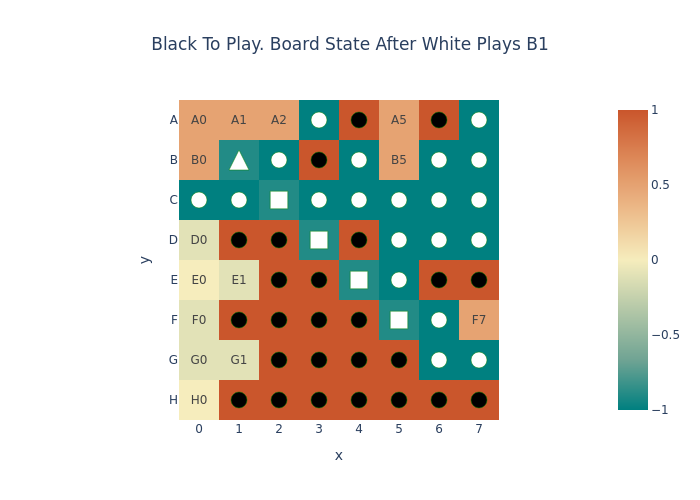 Black To Play. Board State After White Plays B1
A A0 A1 A2 A5
B B0 B5
C
D D0
E E0 E1
F F0 F7
G G0 G1
H H0
0 1 2 3 4 5 6 7
x
y
1
0.5
0
−0.5
−1